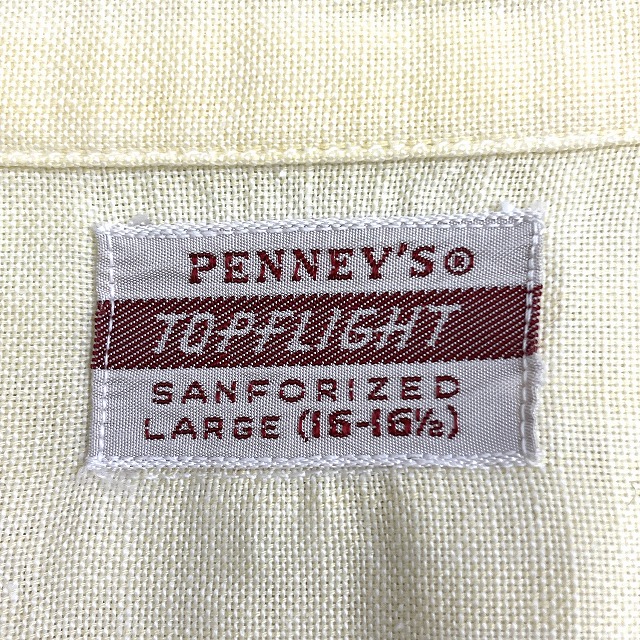 PENNEY'S®
TOPFLIGHT
SANFORIZED
LARGE (16-16½)